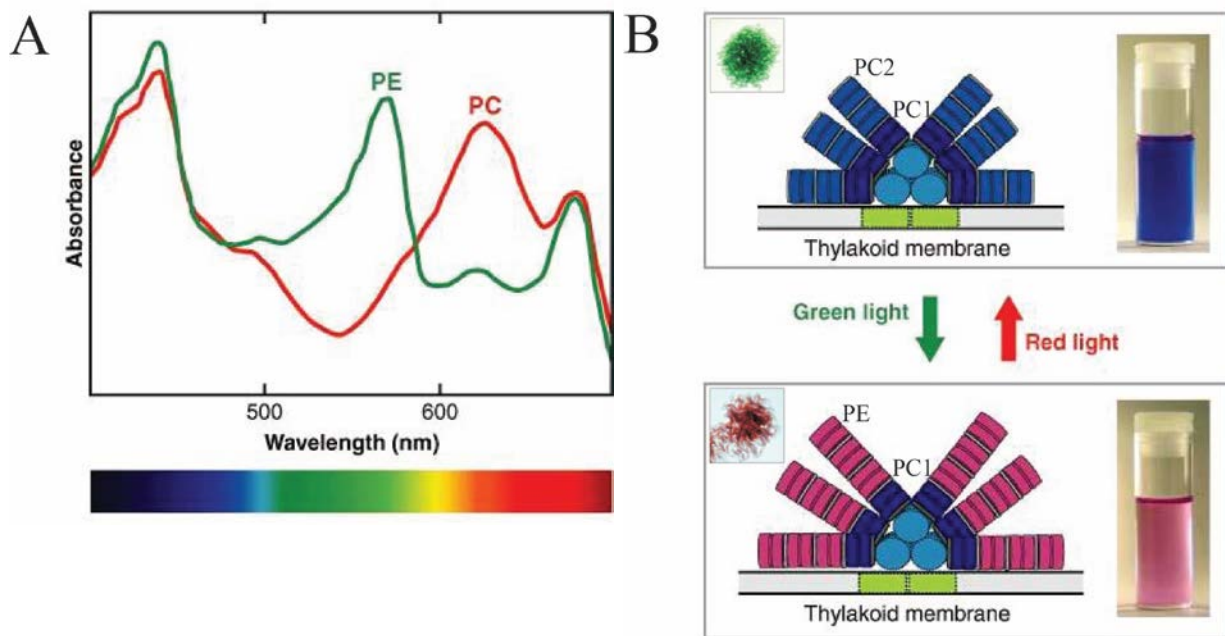 A
PE
PC
Absorbance
500
600
Wavelength (nm)
B
PC2
PC1
Thylakoid membrane
Green light
Red light
PE
PC1
Thylakoid membrane